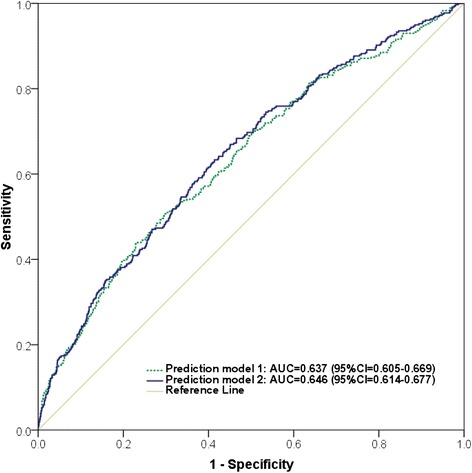 1.0
0.8
0.6
0.4
0.2
0.0
Sensitivity
Prediction model 1: AUC=0.637 (95%CI=0.605-0.669)
Prediction model 2: AUC=0.646 (95%CI=0.614-0.677)
Reference Line
0.0 0.2 0.4 0.6 0.8 1.0
1 - Specificity